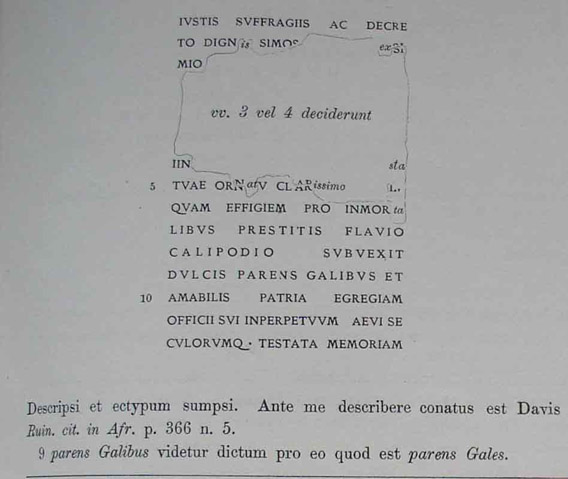 IVSTIS SVFFRAGIIS AC DECRE
TO DIGNis SIMOS exSi
MIO
vv. 3 vel 4 deciderunt
IIN sta
5 TVAE ORNatV CLARissimo L.
QVAM EFFIGIEM PRO INMORta
LIBVS PRESTITIS FLAVIO
CALIPODIO SVBVEXIT
DVLCIS PARENS GALIBVS ET
10 AMABILIS PATRIA EGREGIAM
OFFICII SVI INPERPETVVM AEVI SE
CVLORVMQ· TESTATA MEMORIAM
Descripsi et ectypum sumpsi. Ante me describere conatus est Davis
Ruin. cit. in Afr. p. 366 n. 5.
9 parens Galibus videtur dictum pro eo quod est parens Gales.